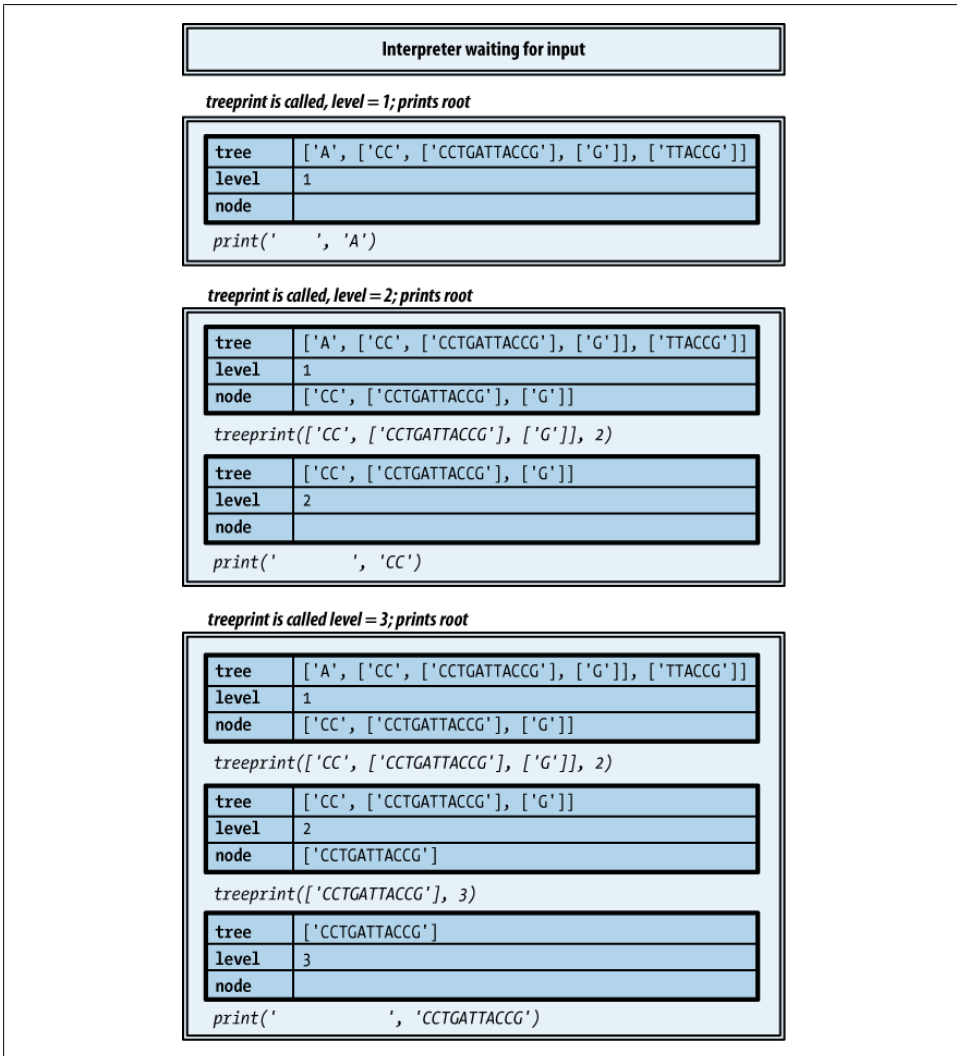 Interpreter waiting for input
treeprint is called, level = 1; prints root
tree ['A', ['CC', ['CCTGATTACCG'], ['G']], ['TTACCG']]
level 1
node
print('    ', 'A')
treeprint is called, level = 2; prints root
tree ['A', ['CC', ['CCTGATTACCG'], ['G']], ['TTACCG']]
level 1
node ['CC', ['CCTGATTACCG'], ['G']]
treeprint(['CC', ['CCTGATTACCG'], ['G']], 2)
tree ['CC', ['CCTGATTACCG'], ['G']]
level 2
node
print('        ', 'CC')
treeprint is called level = 3; prints root
tree ['A', ['CC', ['CCTGATTACCG'], ['G']], ['TTACCG']]
level 1
node ['CC', ['CCTGATTACCG'], ['G']]
treeprint(['CC', ['CCTGATTACCG'], ['G']], 2)
tree ['CC', ['CCTGATTACCG'], ['G']]
level 2
node ['CCTGATTACCG']
treeprint(['CCTGATTACCG'], 3)
tree ['CCTGATTACCG']
level 3
node
print('            ', 'CCTGATTACCG')